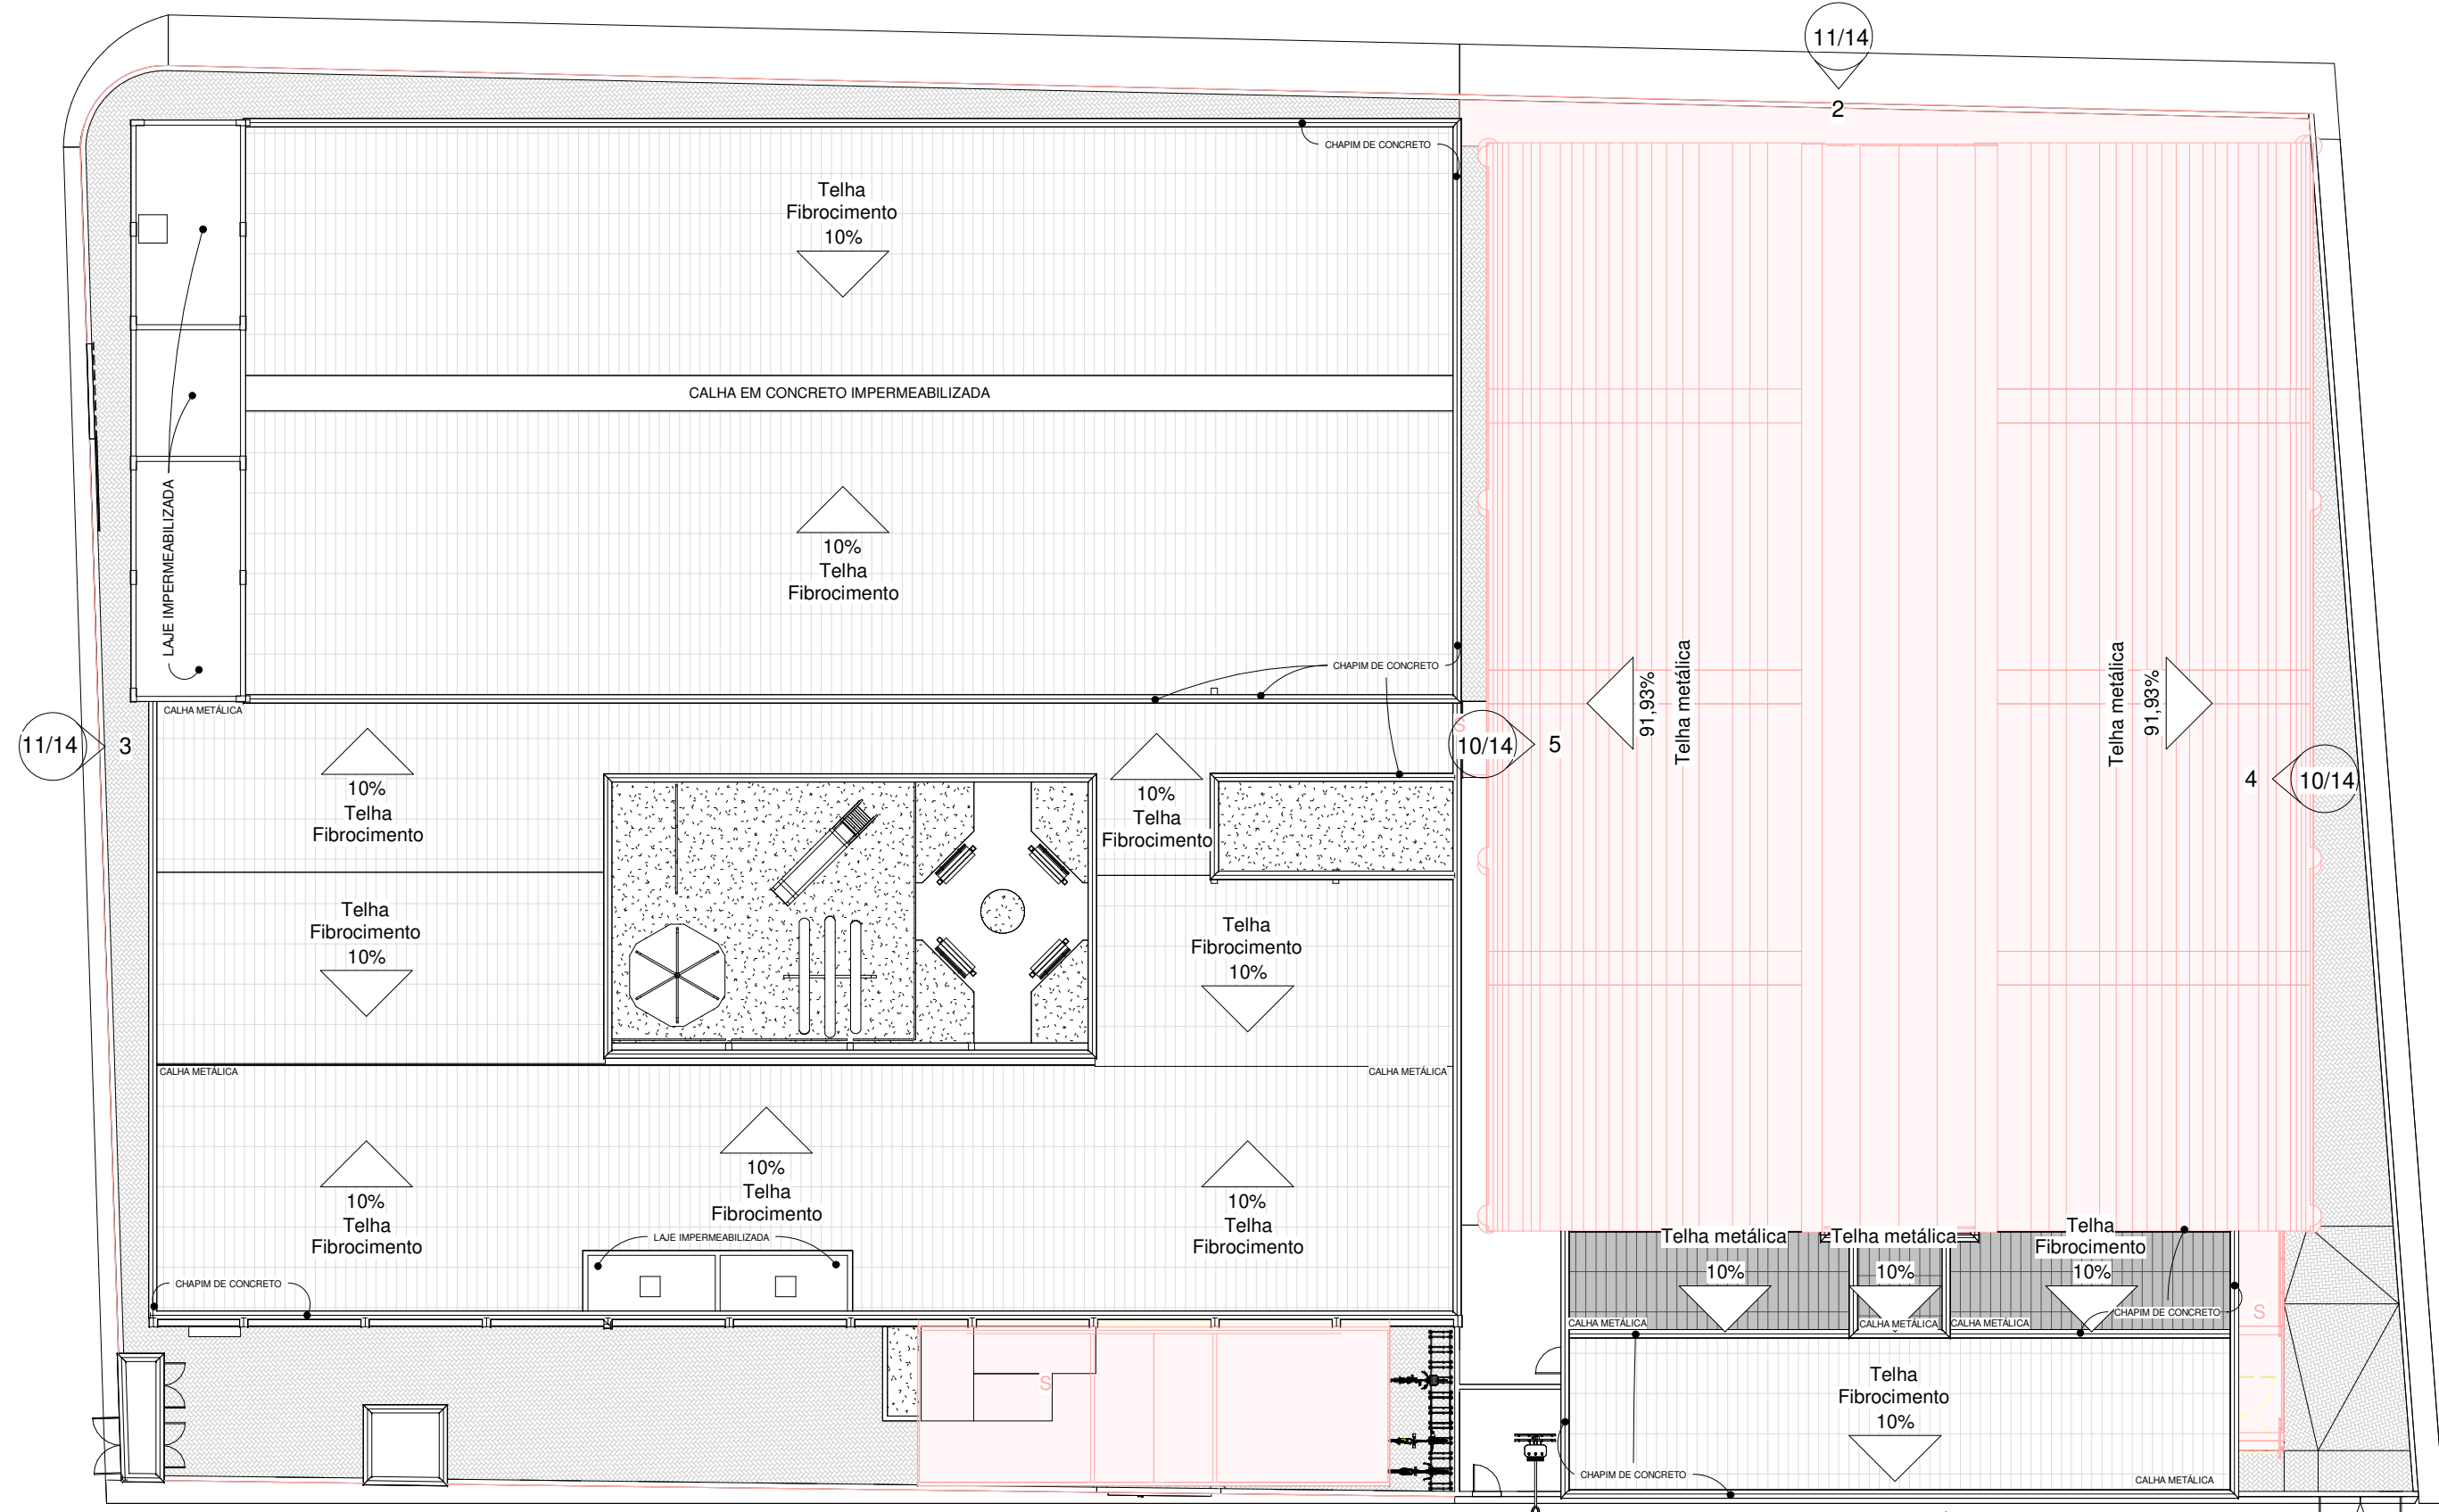 11/14
2
CHAPIM DE CONCRETO
Telha
Fibrocimento
10%
CALHA EM CONCRETO IMPERMEABILIZADA
LAJE IMPERMEABILIZADA
10%
Telha
Fibrocimento
CHAPIM DE CONCRETO
CALHA METÁLICA
11/14
3
S
10/14
5
91,93%
Telha metálica
Telha metálica
91,93%
4
10/14
10%
Telha
Fibrocimento
10%
Telha
Fibrocimento
Telha
Fibrocimento
10%
Telha
Fibrocimento
10%
CALHA METÁLICA
CALHA METÁLICA
10%
Telha
Fibrocimento
10%
Telha
Fibrocimento
10%
Telha
Fibrocimento
LAJE IMPERMEABILIZADA
CHAPIM DE CONCRETO
Telha metálica
10%
Telha metálica
10%
Telha
Fibrocimento
10%
CHAPIM DE CONCRETO
S
CALHA METÁLICA
CALHA METÁLICA
CALHA METÁLICA
S
Telha
Fibrocimento
10%
CHAPIM DE CONCRETO
CALHA METÁLICA